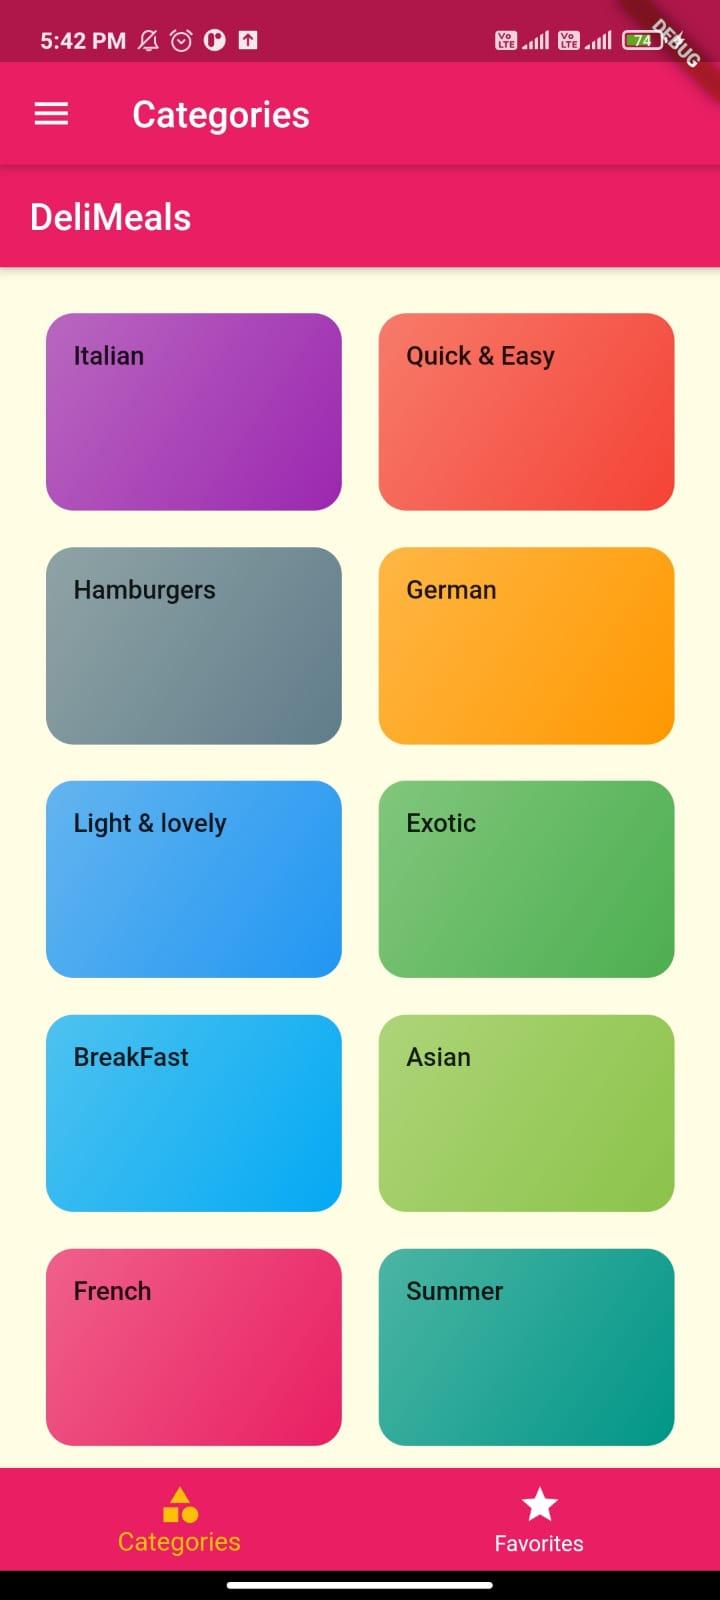 5:42 PM
Vo LTE
Vo LTE
74
DEBUG
Categories
DeliMeals
Italian
Quick & Easy
Hamburgers
German
Light & lovely
Exotic
BreakFast
Asian
French
Summer
Categories
Favorites